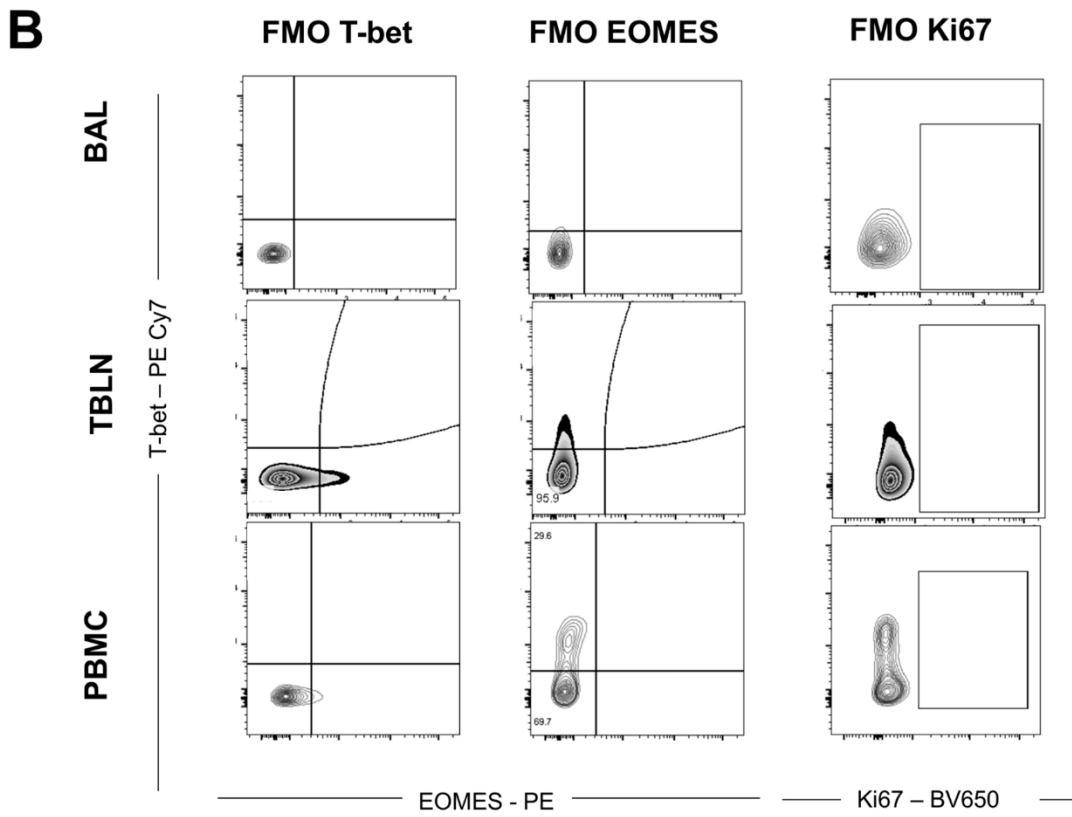 B
FMO T-bet
FMO EOMES
FMO Ki67
BAL
TBLN
PBMC
T-bet – PE Cy7
95.9
29.6
69.7
EOMES - PE
Ki67 – BV650